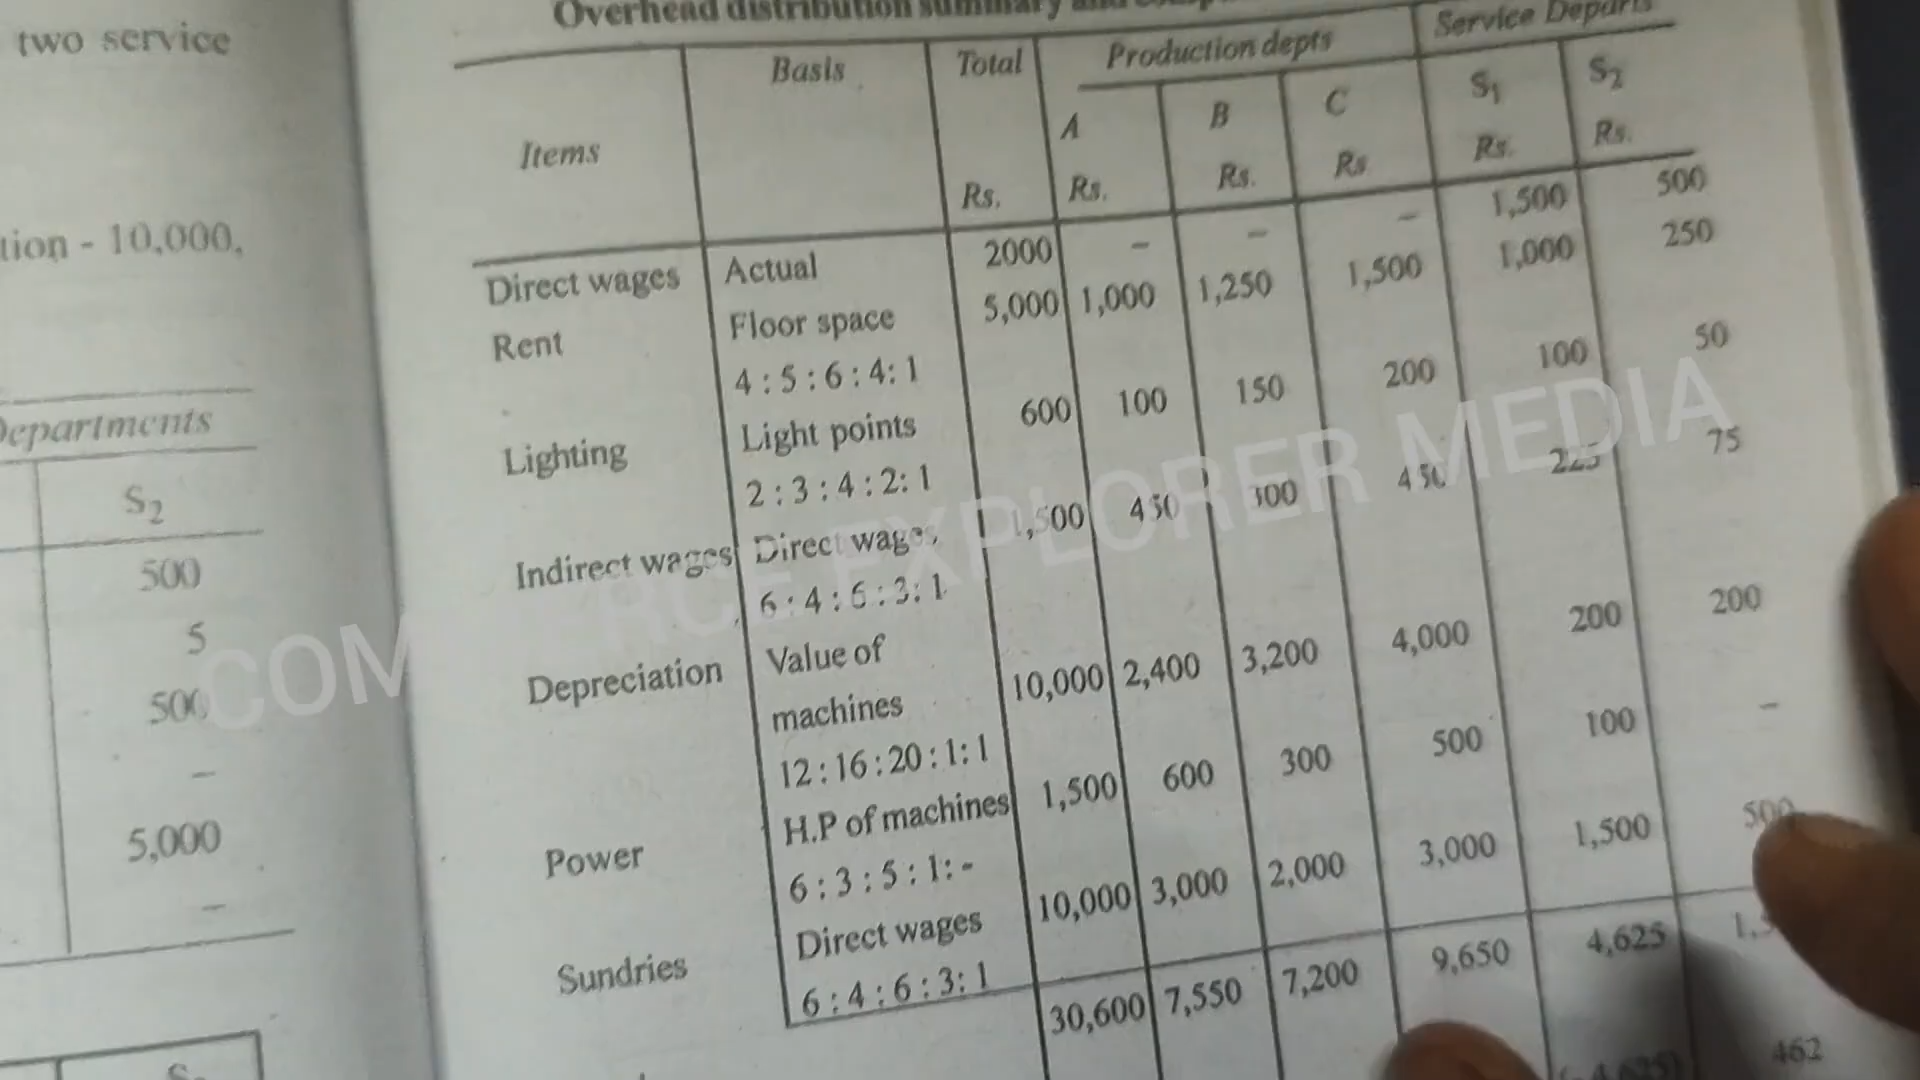 two service
tion - 10,000,
Departments
S2
500
5
500
–
5,000
–
Overhead distribution summary and
Items Basis Total Production depts Service Departs
A B C S1 S2
Rs. Rs. Rs. Rs Rs. Rs.
Direct wages Actual 2000 – – – 1,500 500
Rent Floor space 5,000 1,000 1,250 1,500 1,000 250
4 : 5 : 6 : 4: 1
Lighting Light points 600 100 150 200 100 50
2 : 3 : 4 : 2: 1
Indirect wages Direct wages 1,500 450 300 450 225 75
6 : 4 : 6 : 3: 1
Depreciation Value of
machines 10,000 2,400 3,200 4,000 200 200
12 : 16 : 20 : 1: 1
Power H.P of machines 1,500 600 300 500 100 –
6 : 3 : 5 : 1: -
Sundries Direct wages 10,000 3,000 2,000 3,000 1,500 500
6 : 4 : 6 : 3: 1
30,600 7,550 7,200 9,650 4,625
462
COMMERCE EXPLORER MEDIA